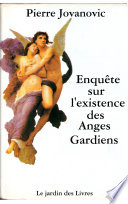 Pierre Jovanovic
Enquête
sur
l'existence
des
Anges
Gardiens
Le jardin des Livres